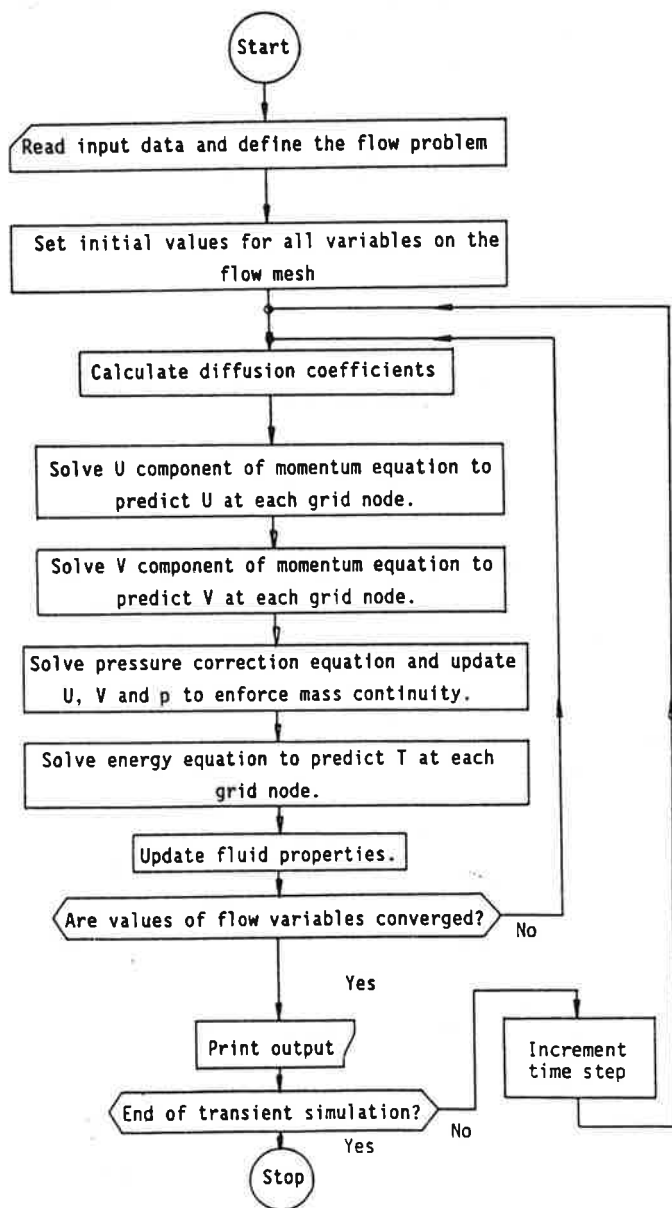 Start
Read input data and define the flow problem
Set initial values for all variables on the
flow mesh
Calculate diffusion coefficients
Solve U component of momentum equation to
predict U at each grid node.
Solve V component of momentum equation to
predict V at each grid node.
Solve pressure correction equation and update
U, V and p to enforce mass continuity.
Solve energy equation to predict T at each
grid node.
Update fluid properties.
Are values of flow variables converged?
No
Yes
Print output
Increment
time step
End of transient simulation?
No
Yes
Stop